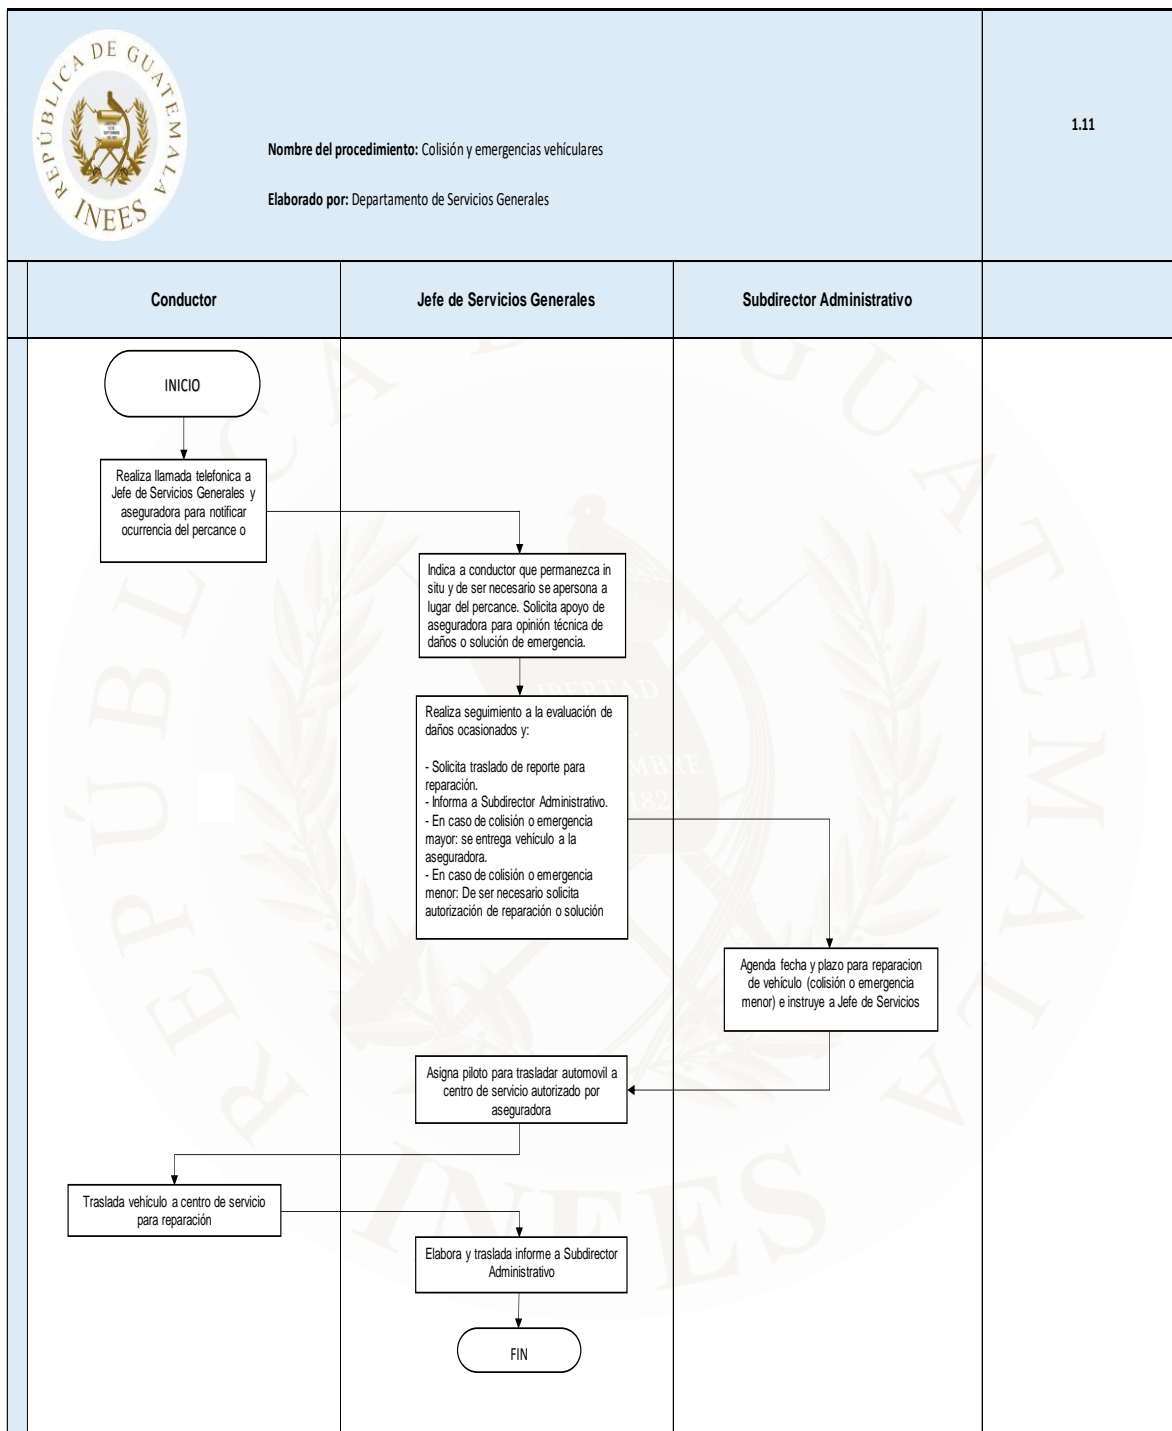 REPÚBLICA DE GUATEMALA
INEES
Nombre del procedimiento: Colisión y emergencias vehículares
Elaborado por: Departamento de Servicios Generales
1.11
Conductor
Jefe de Servicios Generales
Subdirector Administrativo
INICIO
Realiza llamada telefonica a
Jefe de Servicios Generales y
aseguradora para notificar
ocurrencia del percance o
Indica a conductor que permanezca in
situ y de ser necesario se apersona a
lugar del percance. Solicita apoyo de
aseguradora para opinión técnica de
daños o solución de emergencia.
Realiza seguimiento a la evaluación de
daños ocasionados y:
- Solicita traslado de reporte para
reparación.
- Informa a Subdirector Administrativo.
- En caso de colisión o emergencia
mayor: se entrega vehículo a la
aseguradora.
- En caso de colisión o emergencia
menor: De ser necesario solicita
autorización de reparación o solución
Agenda fecha y plazo para reparacion
de vehículo (colisión o emergencia
menor) e instruye a Jefe de Servicios
Asigna piloto para trasladar automovil a
centro de servicio autorizado por
aseguradora
Traslada vehículo a centro de servicio
para reparación
Elabora y traslada informe a Subdirector
Administrativo
FIN
REPÚBLICA DE GUATEMALA
INEES